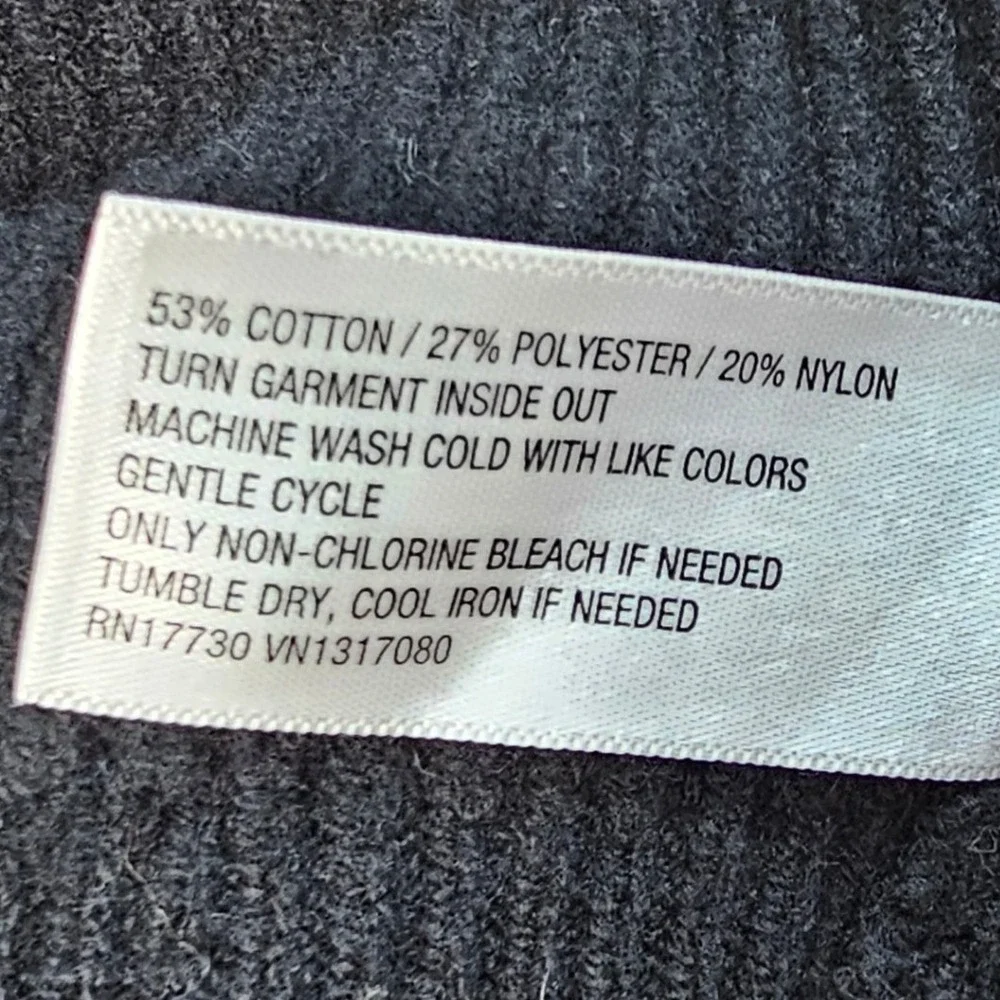 53% COTTON / 27% POLYESTER / 20% NYLON
TURN GARMENT INSIDE OUT
MACHINE WASH COLD WITH LIKE COLORS
GENTLE CYCLE
ONLY NON-CHLORINE BLEACH IF NEEDED
TUMBLE DRY, COOL IRON IF NEEDED
RN17730 VN1317080